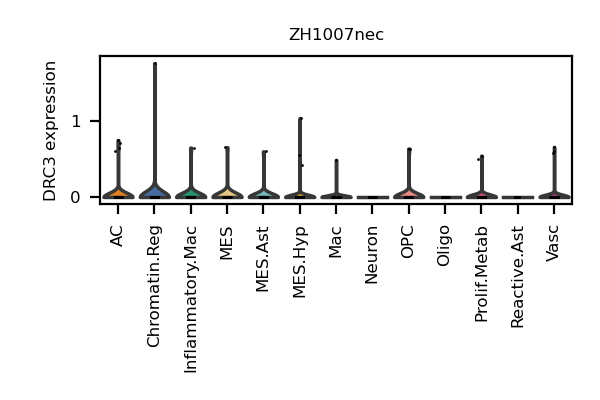 ZH1007nec
DRC3 expression
1
0
AC
Chromatin.Reg
Inflammatory.Mac
MES
MES.Ast
MES.Hyp
Mac
Neuron
OPC
Oligo
Prolif.Metab
Reactive.Ast
Vasc